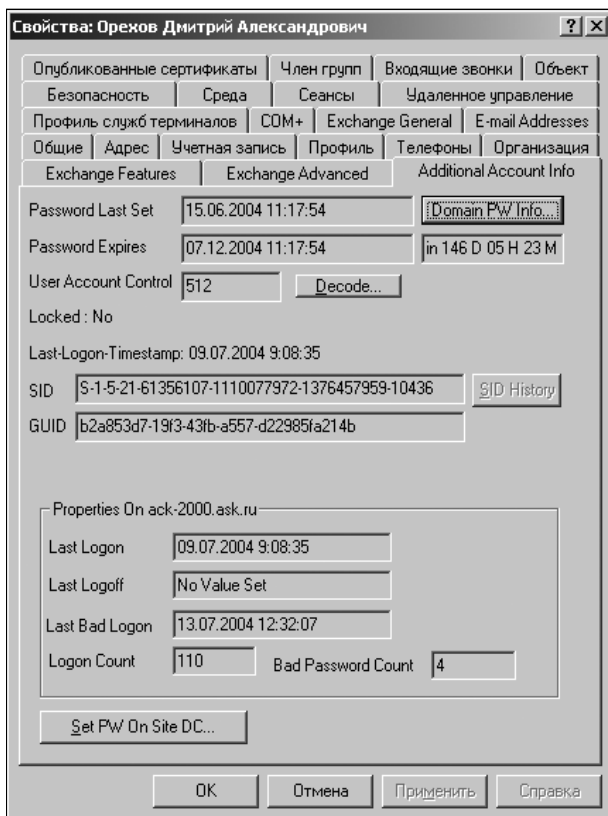 Свойства: Орехов Дмитрий Александрович
Опубликованные сертификаты Член групп Входящие звонки Объект
Безопасность Среда Сеансы Удаленное управление
Профиль служб терминалов COM+ Exchange General E-mail Addresses
Общие Адрес Учетная запись Профиль Телефоны Организация
Exchange Features Exchange Advanced Additional Account Info
Password Last Set 15.06.2004 11:17:54 Domain PW Info...
Password Expires 07.12.2004 11:17:54 in 146 D 05 H 23 M
User Account Control 512 Decode...
Locked : No
Last-Logon-Timestamp: 09.07.2004 9:08:35
SID S-1-5-21-61356107-1110077972-1376457959-10436 SID History
GUID b2a853d7-19f3-43fb-a557-d22985fa214b
Properties On ack-2000.ask.ru
Last Logon 09.07.2004 9:08:35
Last Logoff No Value Set
Last Bad Logon 13.07.2004 12:32:07
Logon Count 110 Bad Password Count 4
Set PW On Site DC...
OK Отмена Применить Справка